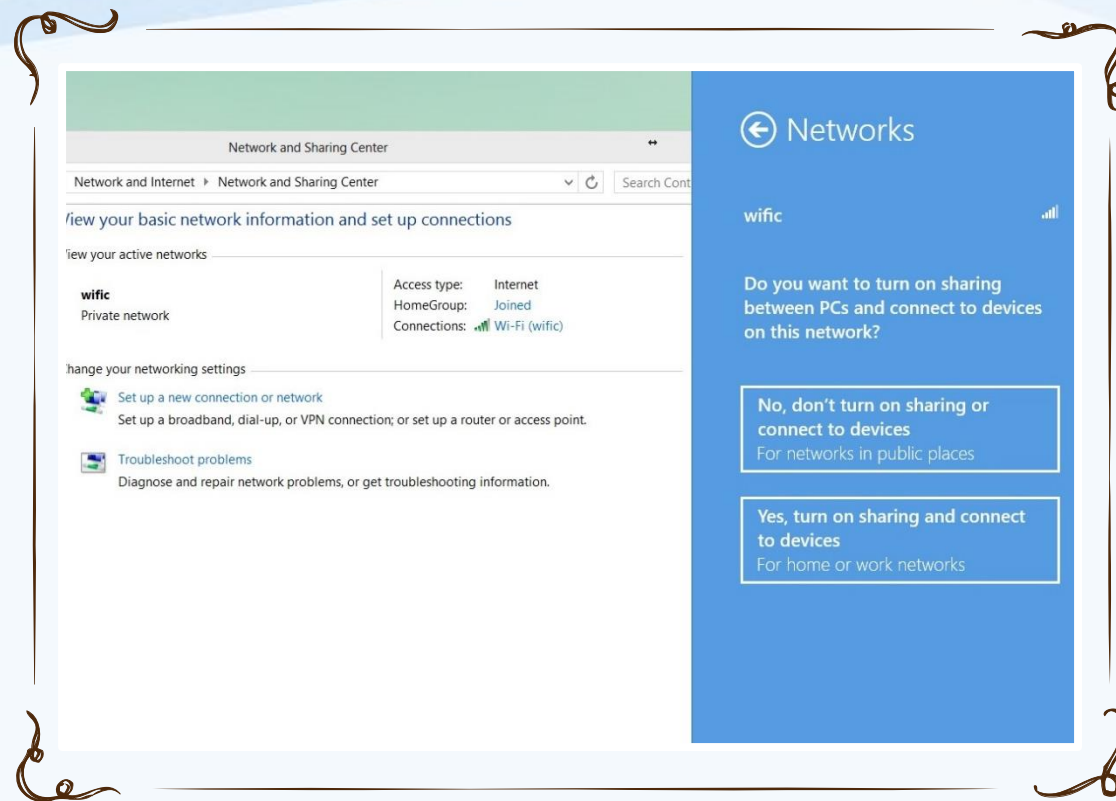 Network and Sharing Center
Network and Internet Network and Sharing Center
Search Cont
View your basic network information and set up connections
View your active networks
wific
Private network
Access type: Internet
HomeGroup: Joined
Connections: Wi-Fi (wific)
Change your networking settings
Set up a new connection or network
Set up a broadband, dial-up, or VPN connection; or set up a router or access point.
Troubleshoot problems
Diagnose and repair network problems, or get troubleshooting information.
Networks
wific
Do you want to turn on sharing
between PCs and connect to devices
on this network?
No, don't turn on sharing or
connect to devices
For networks in public places
Yes, turn on sharing and connect
to devices
For home or work networks